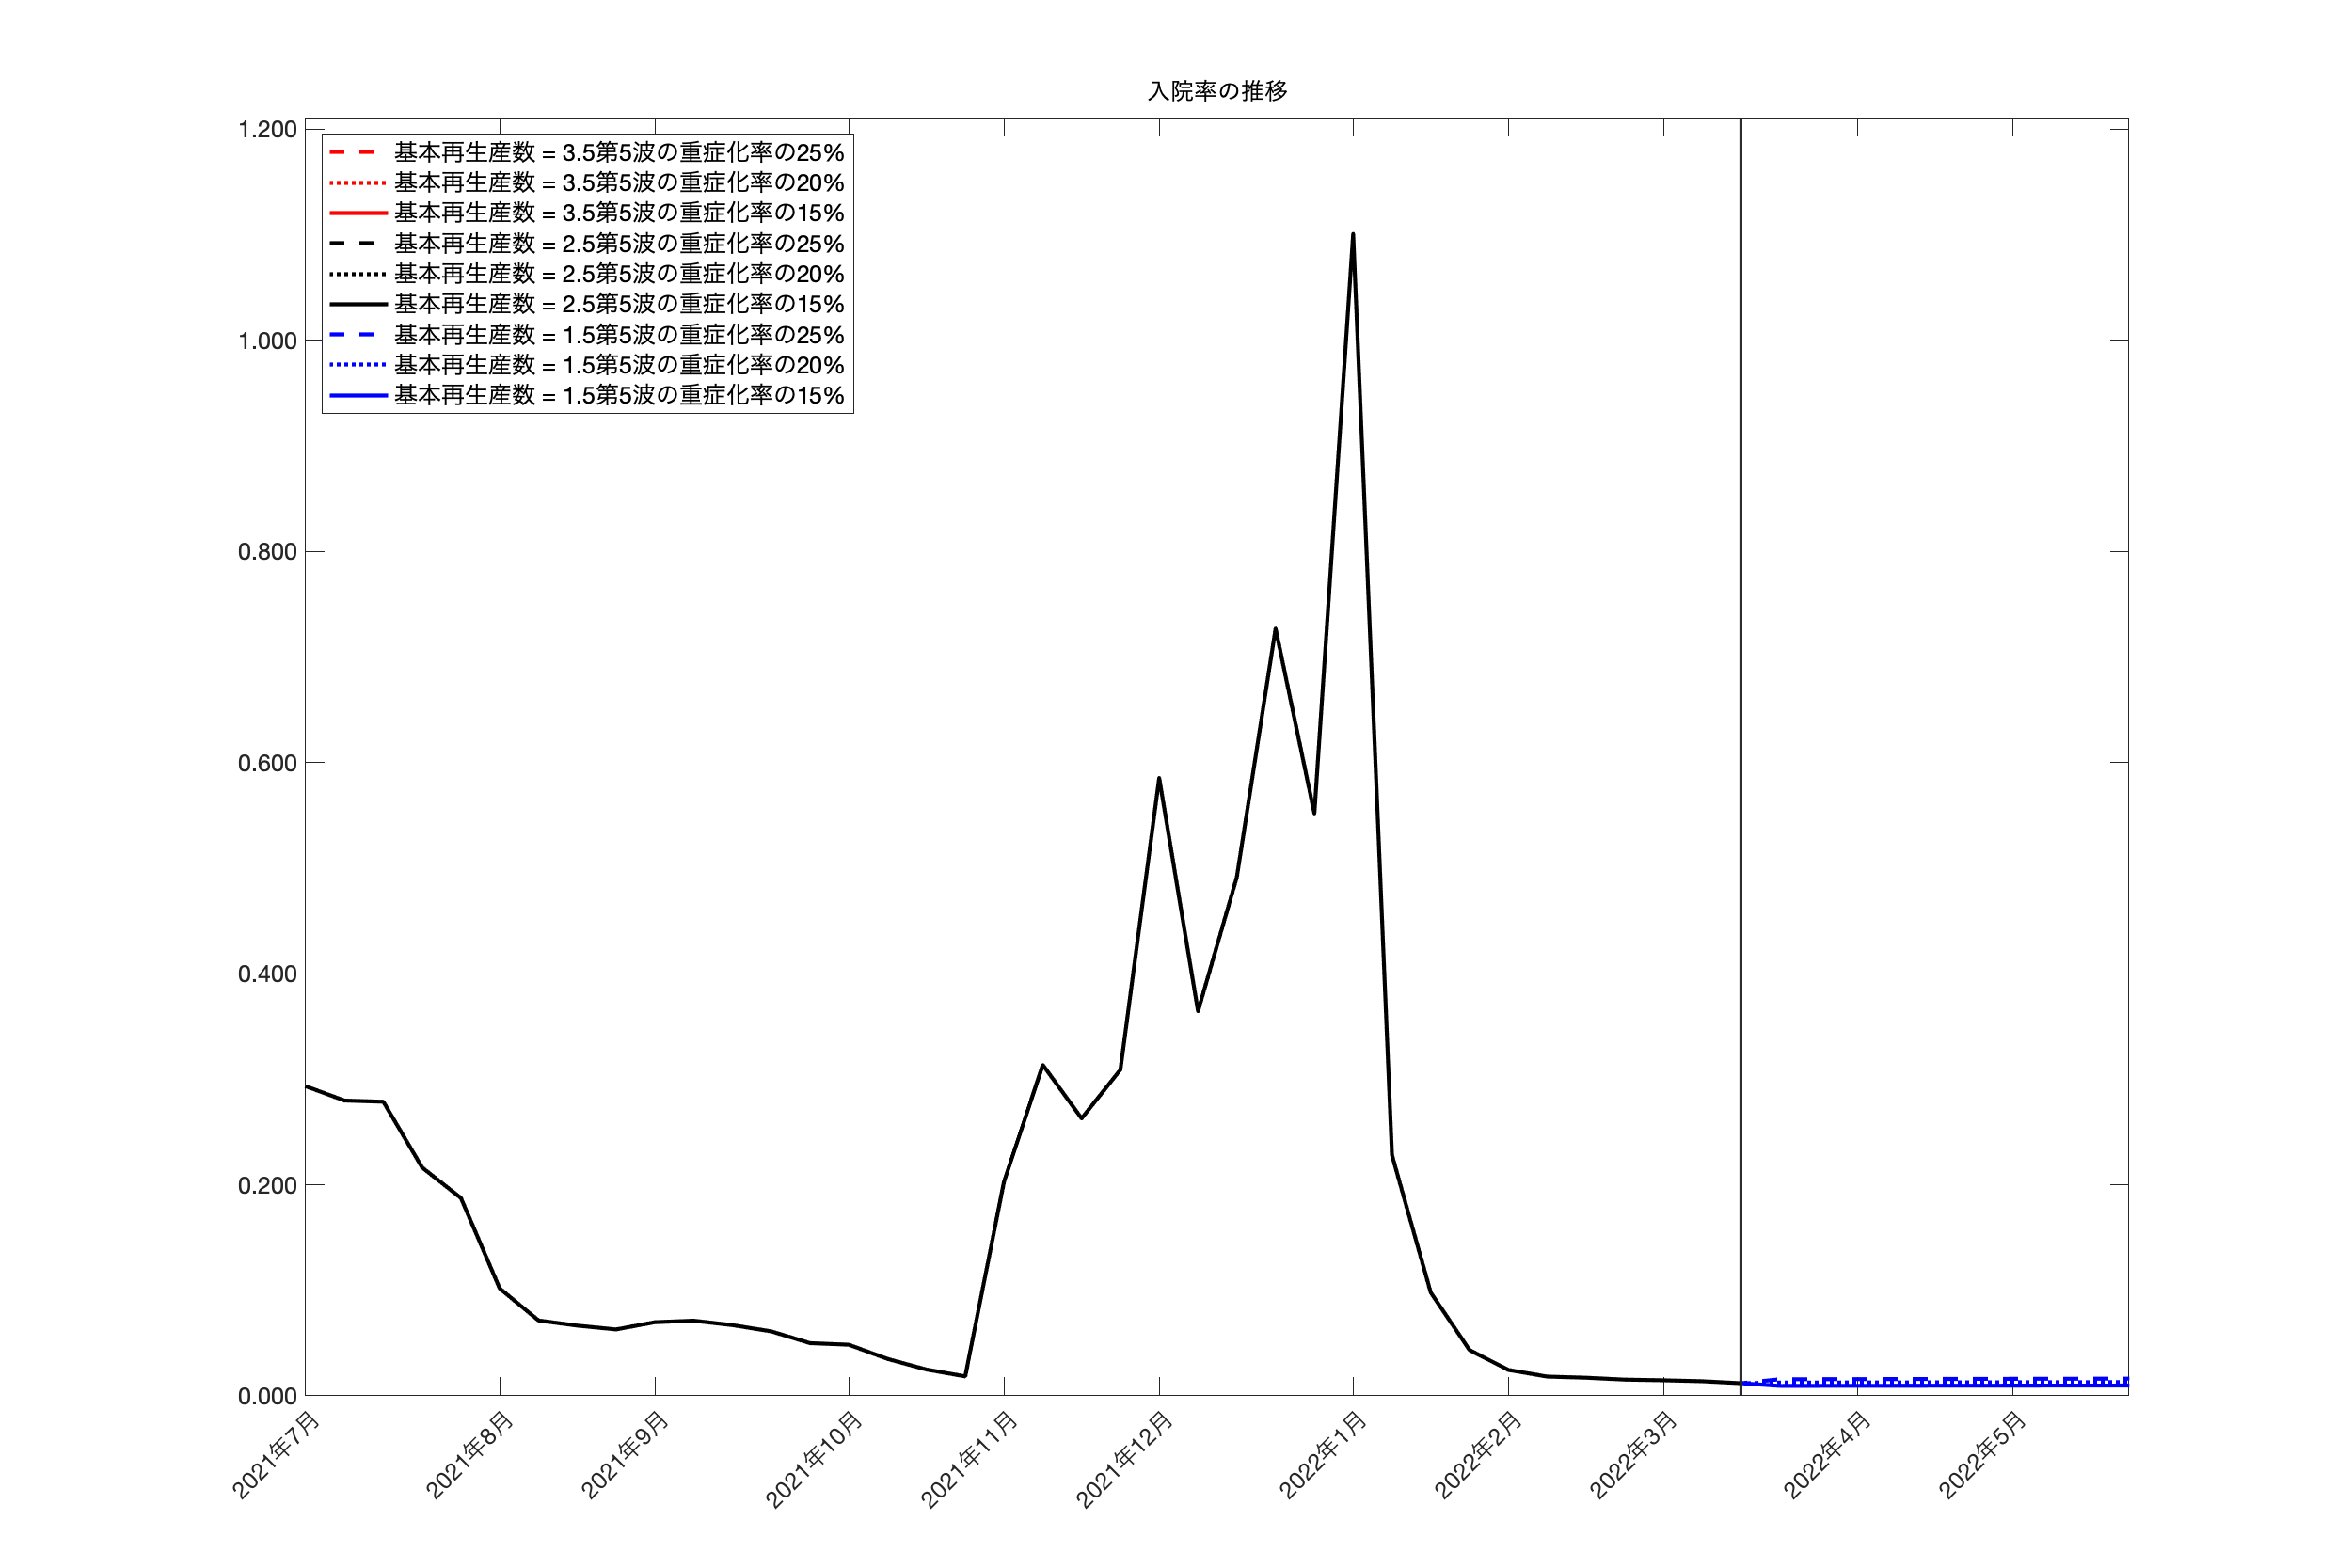 入院率の推移
1.200
1.000
0.800
0.600
0.400
0.200
0.000
基本再生産数 = 3.5第5波の重症化率の25%
基本再生産数 = 3.5第5波の重症化率の20%
基本再生産数 = 3.5第5波の重症化率の15%
基本再生産数 = 2.5第5波の重症化率の25%
基本再生産数 = 2.5第5波の重症化率の20%
基本再生産数 = 2.5第5波の重症化率の15%
基本再生産数 = 1.5第5波の重症化率の25%
基本再生産数 = 1.5第5波の重症化率の20%
基本再生産数 = 1.5第5波の重症化率の15%
2021年7月
2021年8月
2021年9月
2021年10月
2021年11月
2021年12月
2022年1月
2022年2月
2022年3月
2022年4月
2022年5月